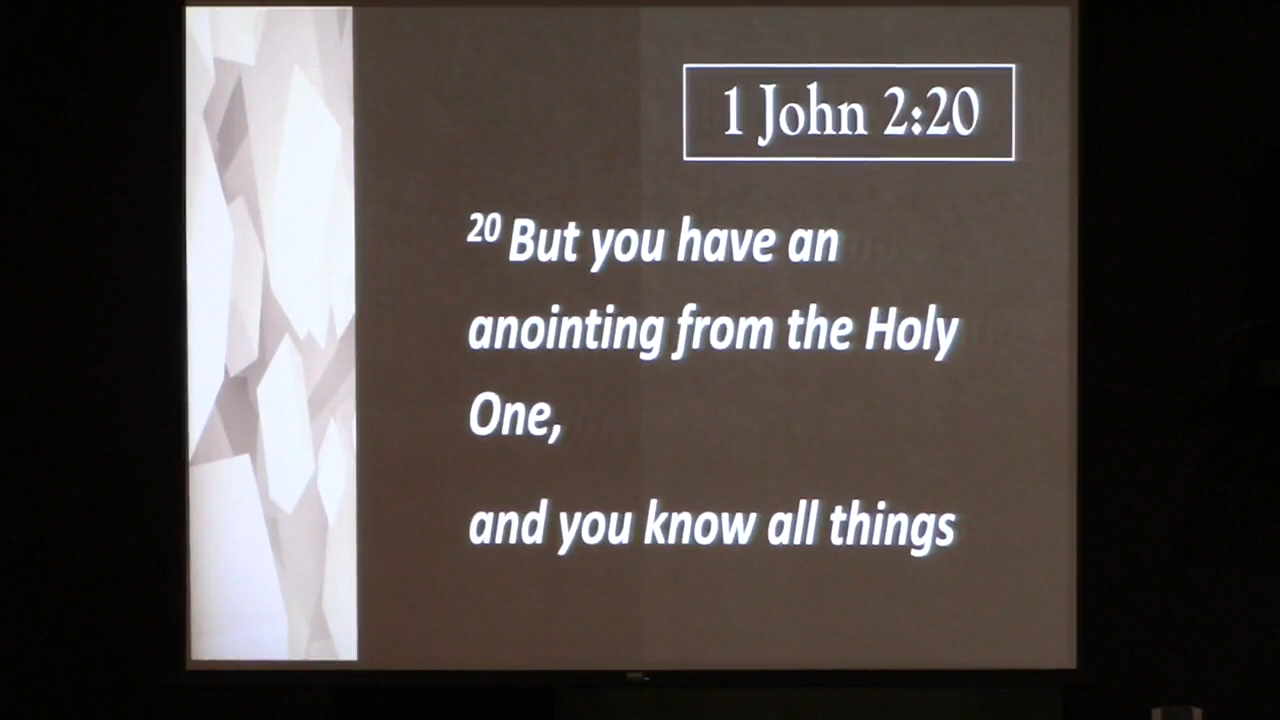 1 John 2:20
20 But you have an
anointing from the Holy
One,
and you know all things